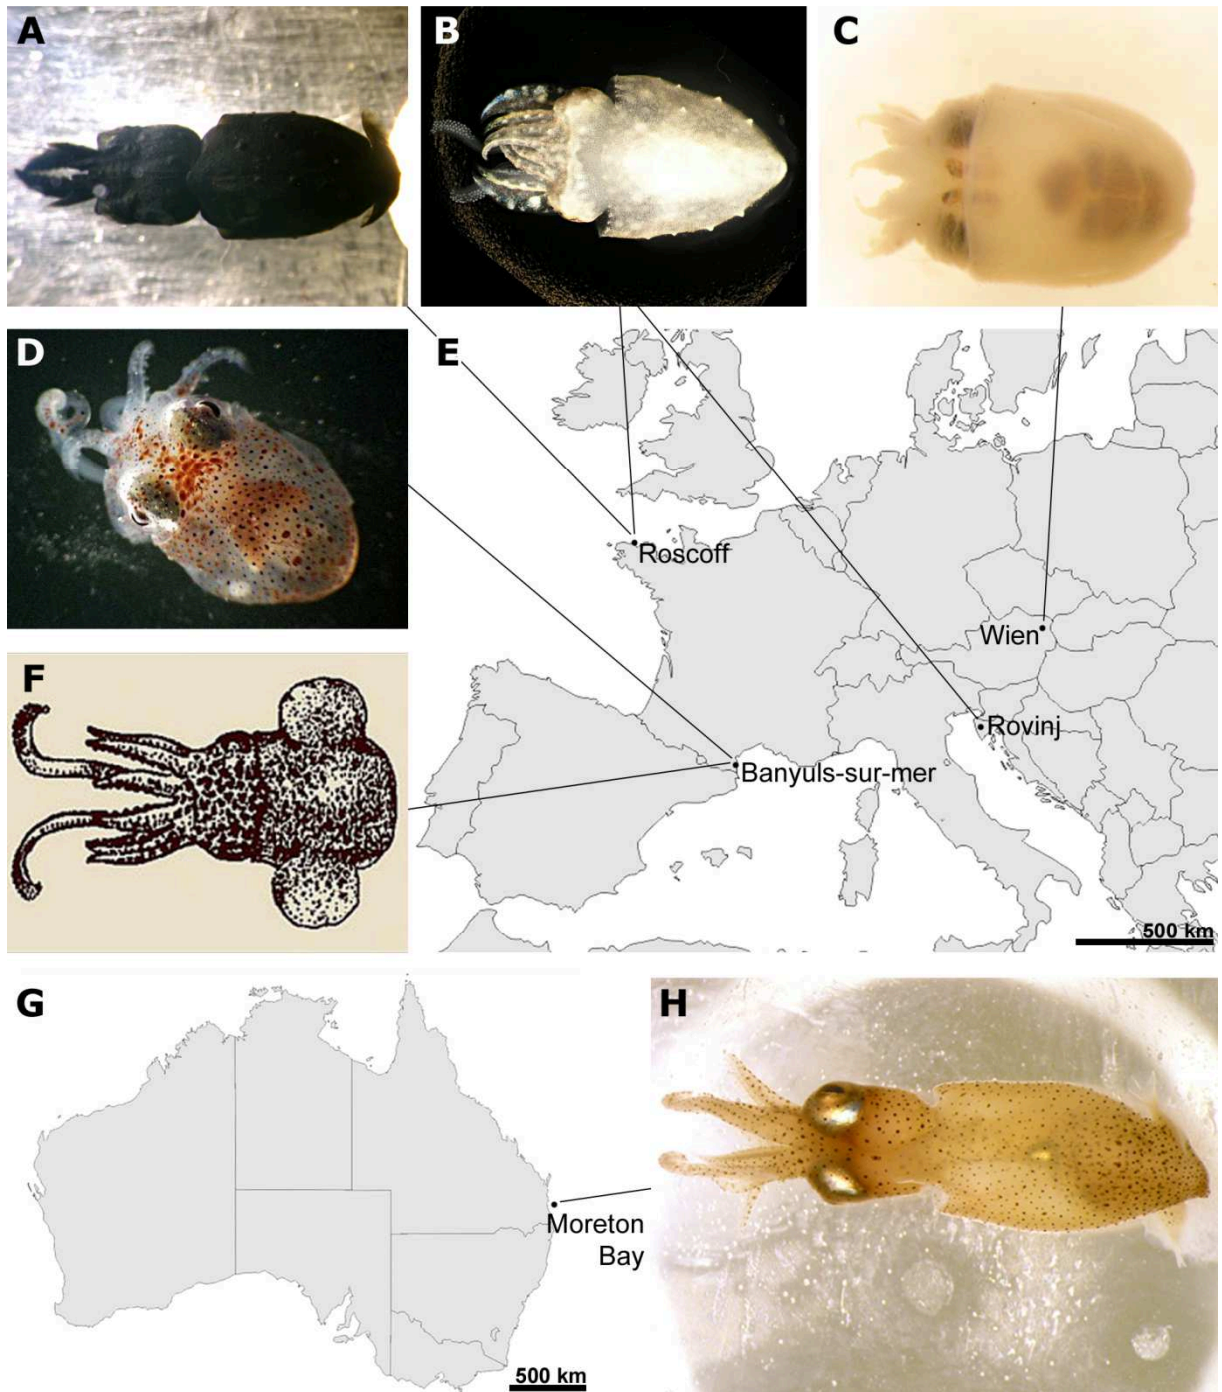 A
B
C
D
E
Roscoff
Wien
Rovinj
Banyuls-sur-mer
F
500 km
G
H
Moreton
Bay
500 km